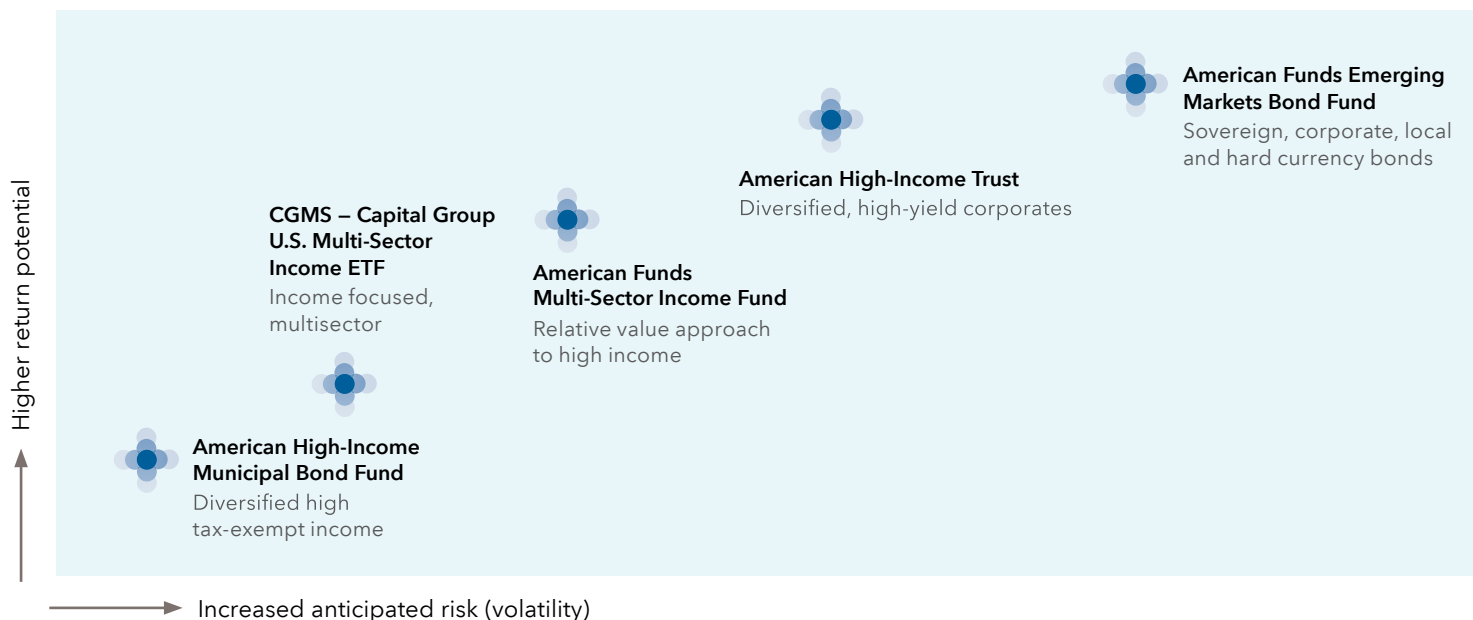 Higher return potential
American Funds Emerging
Markets Bond Fund
Sovereign, corporate, local
and hard currency bonds
American High-Income Trust
Diversified, high-yield corporates
CGMS – Capital Group
U.S. Multi-Sector
Income ETF
Income focused,
multisector
American Funds
Multi-Sector Income Fund
Relative value approach
to high income
American High-Income
Municipal Bond Fund
Diversified high
tax-exempt income
Increased anticipated risk (volatility)